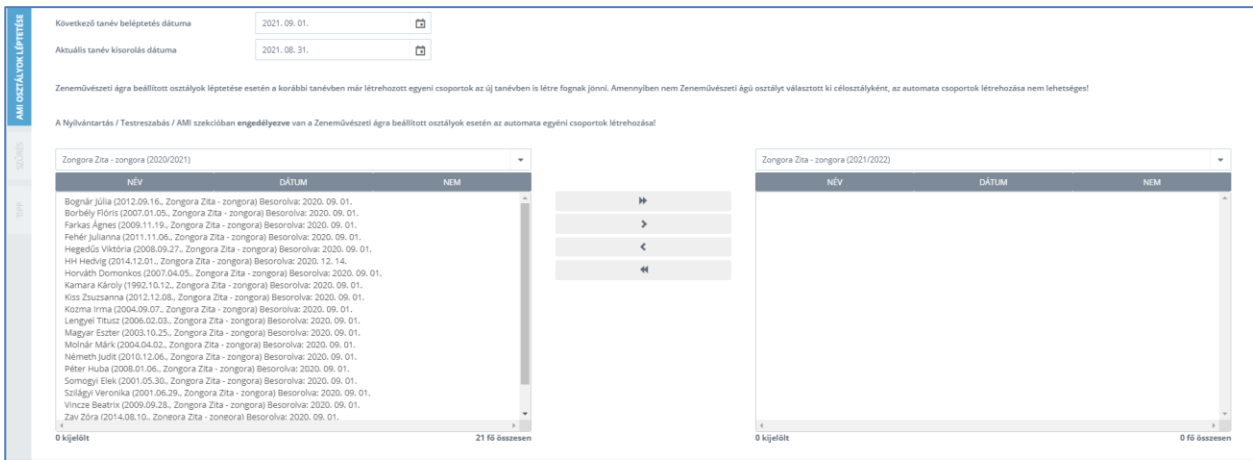 AMI OSZTÁLYOK LÉPTETÉSE
SZŰRÉS
TIPP
Következő tanév beléptetés dátuma
2021. 09. 01.
Aktuális tanév kisorolás dátuma
2021. 08. 31.
Zeneművészeti ágra beállított osztályok léptetése esetén a korábbi tanévben már létrehozott egyeni csoportok az új tanévben is létre fognak jönni. Amennyiben nem Zeneművészeti ágú osztályt választott ki célosztályként, az automata csoportok létrehozása nem lehetséges!
A Nyilvántartás / Testreszabás / AMI szekcióban engedélyezve van a Zeneművészeti ágra beállított osztályok esetén az automata egyéni csoportok létrehozása!
Zongora Zita - zongora (2020/2021)
NÉV DÁTUM NEM
Bognár Júlia (2012.09.16., Zongora Zita - zongora) Besorolva: 2020. 09. 01.
Borbély Flóris (2007.01.05., Zongora Zita - zongora) Besorolva: 2020. 09. 01.
Farkas Ágnes (2009.11.19., Zongora Zita - zongora) Besorolva: 2020. 09. 01.
Fehér Julianna (2011.11.06., Zongora Zita - zongora) Besorolva: 2020. 09. 01.
Hegedűs Viktória (2008.09.27., Zongora Zita - zongora) Besorolva: 2020. 09. 01.
HH Hedvig (2014.12.01., Zongora Zita - zongora) Besorolva: 2020. 12. 14.
Horváth Domonkos (2007.04.05., Zongora Zita - zongora) Besorolva: 2020. 09. 01.
Kamara Károly (1992.10.12., Zongora Zita - zongora) Besorolva: 2020. 09. 01.
Kiss Zsuzsanna (2012.12.08., Zongora Zita - zongora) Besorolva: 2020. 09. 01.
Kozma Irma (2004.09.07., Zongora Zita - zongora) Besorolva: 2020. 09. 01.
Lengyel Titusz (2006.02.03., Zongora Zita - zongora) Besorolva: 2020. 09. 01.
Magyar Eszter (2003.10.25., Zongora Zita - zongora) Besorolva: 2020. 09. 01.
Molnár Márk (2004.04.02., Zongora Zita - zongora) Besorolva: 2020. 09. 01.
Németh Judit (2010.12.06., Zongora Zita - zongora) Besorolva: 2020. 09. 01.
Péter Huba (2008.01.06., Zongora Zita - zongora) Besorolva: 2020. 09. 01.
Somogyi Elek (2001.05.30., Zongora Zita - zongora) Besorolva: 2020. 09. 01.
Szilágyi Veronika (2001.06.29., Zongora Zita - zongora) Besorolva: 2020. 09. 01.
Vincze Beatrix (2009.09.28., Zongora Zita - zongora) Besorolva: 2020. 09. 01.
Zay Zóra (2014.08.10., Zongora Zita - zongora) Besorolva: 2020. 09. 01.
0 kijelölt 21 fő összesen
Zongora Zita - zongora (2021/2022)
NÉV DÁTUM NEM
0 kijelölt 0 fő összesen